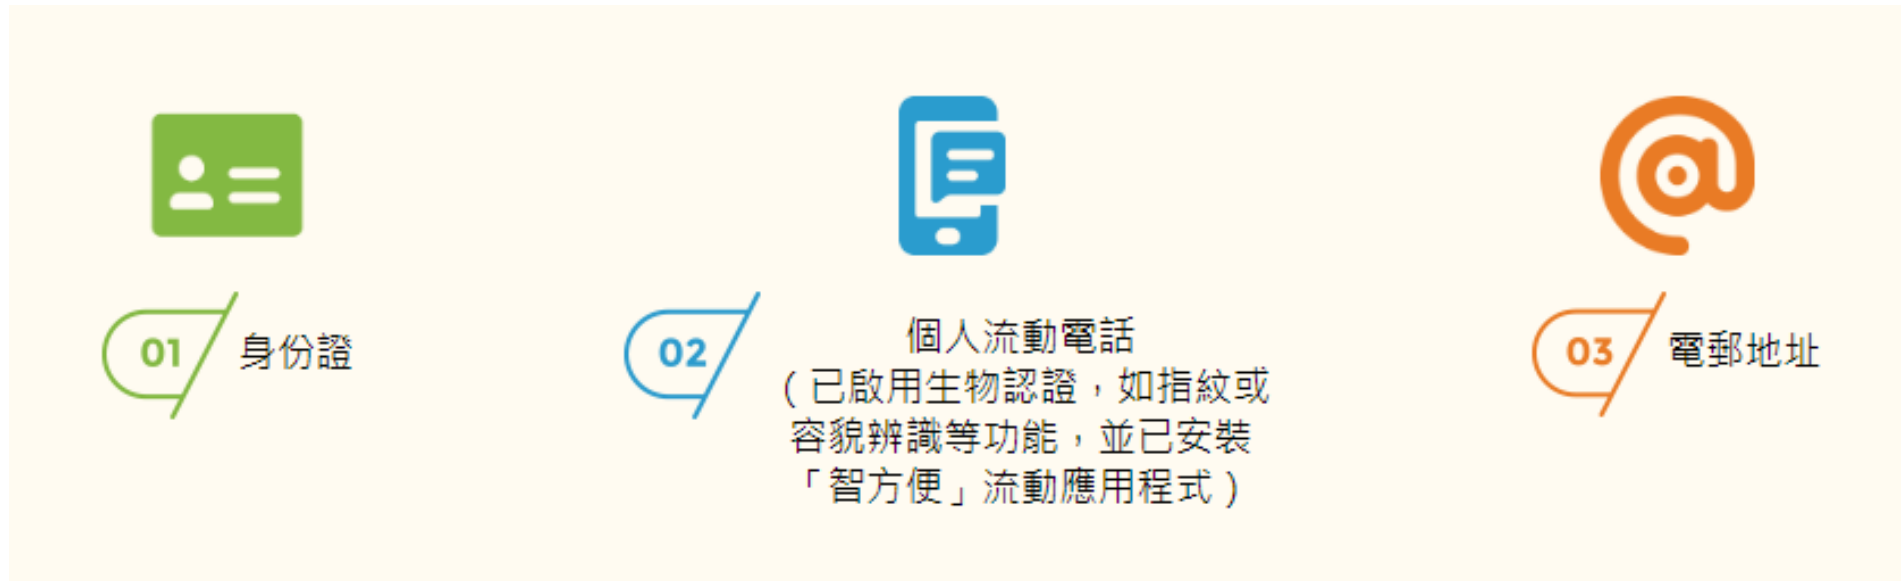 01 身份證
02 個人流動電話
（已啟用生物認證，如指紋或
容貌辨識等功能，並已安裝
「智方便」流動應用程式）
03 電郵地址